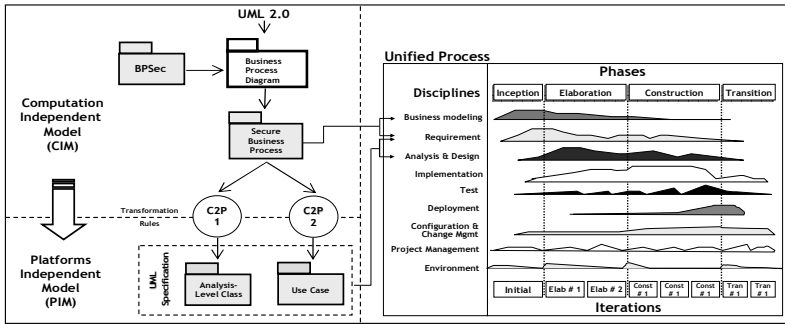 UML 2.0
BPSec
Business
Process
Diagram
Computation
Independent
Model
(CIM)
Secure
Business
Process
Transformation
Rules
C2P
1
C2P
2
Platforms
Independent
Model
(PIM)
UML
Specification
Analysis-
Level Class
Use Case
Unified Process
Phases
Disciplines
Inception
Elaboration
Construction
Transition
Business modeling
Requirement
Analysis & Design
Implementation
Test
Deployment
Configuration &
Change Mgmt
Project Management
Environment
Initial
Elab # 1
Elab # 2
Const
# 1
Const
# 1
Const
# 1
Tran
# 1
Tran
# 1
Iterations